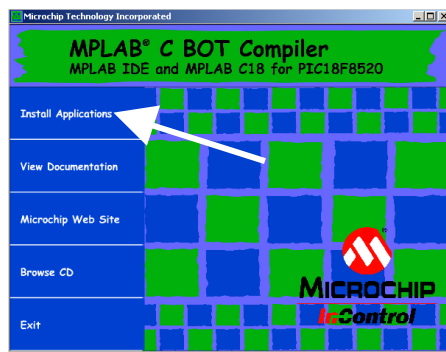 Microchip Technology Incorporated
MPLAB® C BOT Compiler
MPLAB IDE and MPLAB C18 for PIC18F8520
Install Applications
View Documentation
Microchip Web Site
Browse CD
Exit
MICROCHIP
InControl